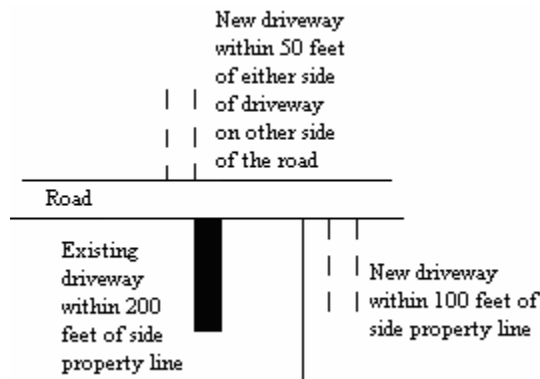 New driveway
within 50 feet
of either side
of driveway
on other side
of the road
Road
Existing
driveway
within 200
feet of side
property line
New driveway
within 100 feet of
side property line